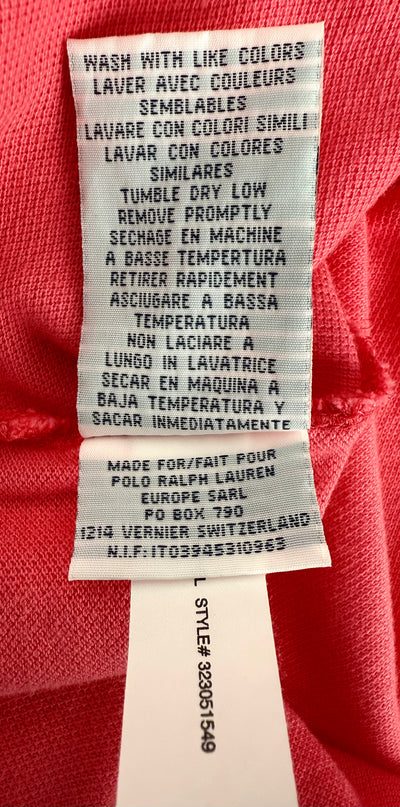 WASH WITH LIKE COLORS
LAVER AVEC COULEURS
SEMBLABLES
LAVARE CON COLORI SIMILI
LAVAR CON COLORES
SIMILARES
TUMBLE DRY LOW
REMOVE PROMPTLY
SECHAGE EN MACHINE
A BASSE TEMPERTURA
RETIRER RAPIDEMENT
ASCIUGARE A BASSA
TEMPERATURA
NON LACIARE A
LUNGO IN LAVATRICE
SECAR EN MAQUINA A
BAJA TEMPERATURA Y
SACAR INMEDIATAMENTE
MADE FOR/FAIT POUR
POLO RALPH LAUREN
EUROPE SARL
PO BOX 790
1214 VERNIER SWITZERLAND
N.I.F: IT03945310963
STYLE# 323051549